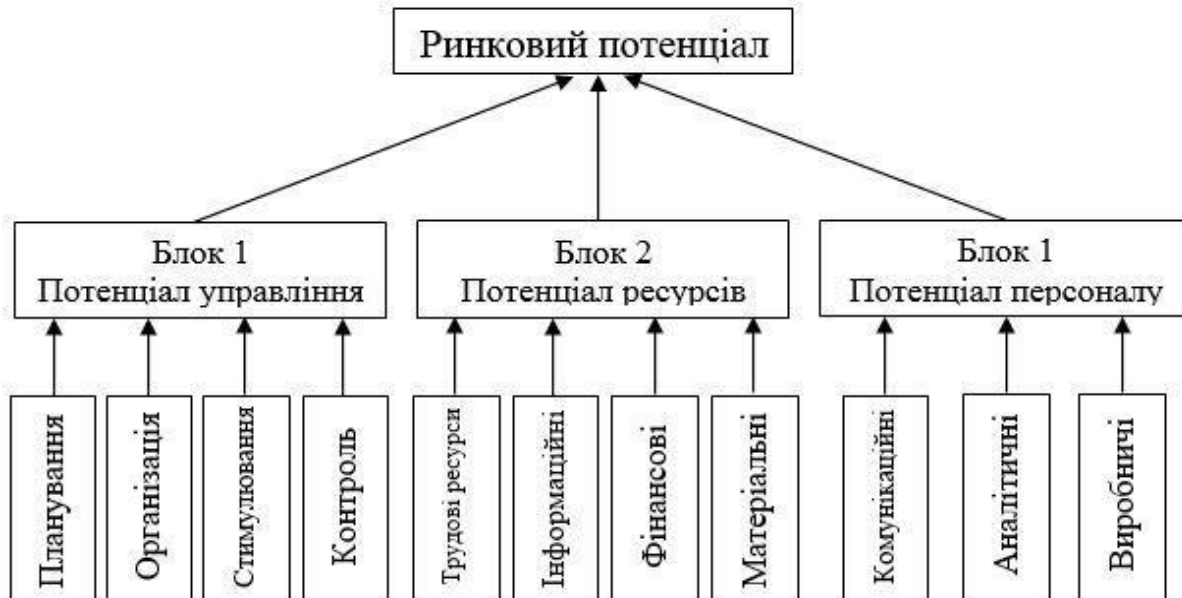 Ринковий потенціал
Блок 1
Потенціал управління
Блок 2
Потенціал ресурсів
Блок 1
Потенціал персоналу
Планування
Організація
Стимулювання
Контроль
Трудові ресурси
Інформаційні
Фінансові
Матеріальні
Комунікаційні
Аналітичні
Виробничі